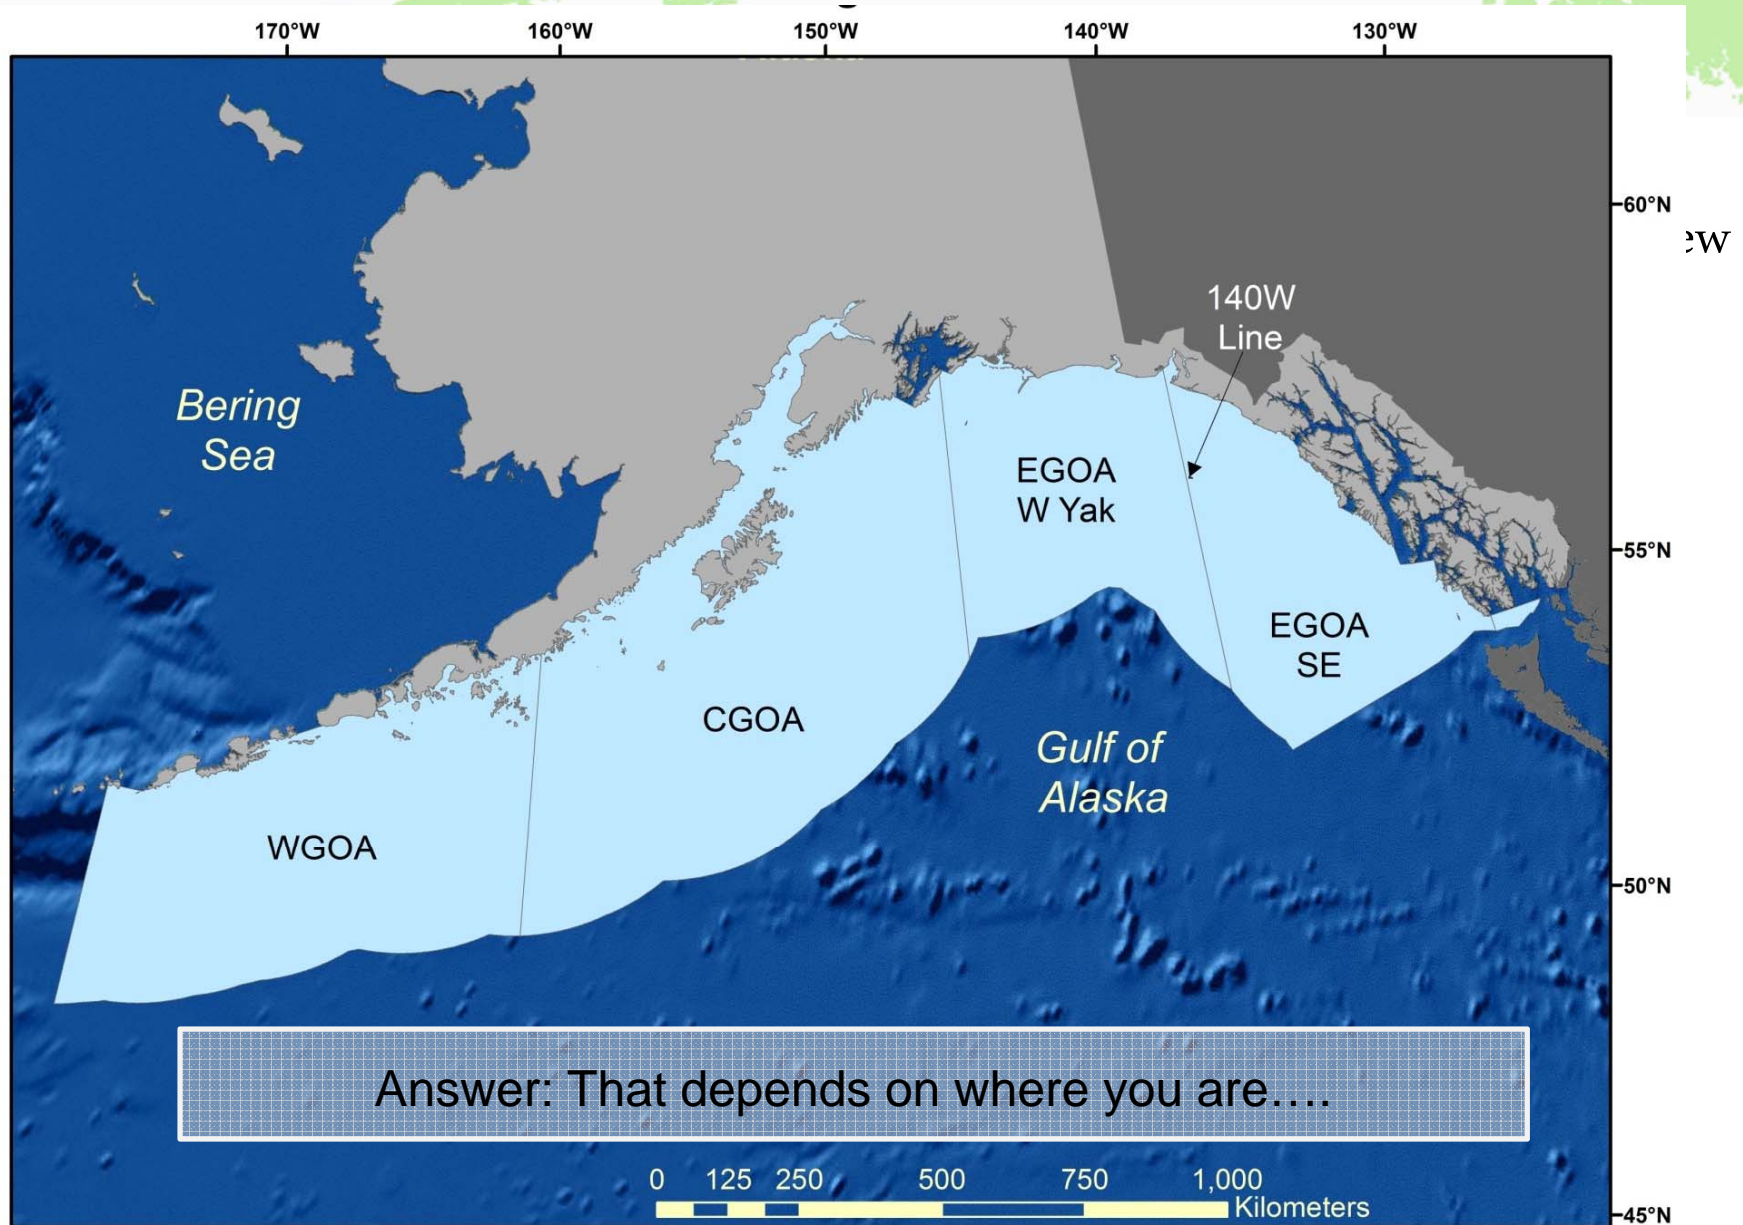 170°W 160°W 150°W 140°W 130°W
60°N
ew
140W
Line
Bering
Sea
EGOA
W Yak
55°N
EGOA
SE
CGOA
Gulf of
Alaska
WGOA
50°N
Answer: That depends on where you are….
0 125 250 500 750 1,000
Kilometers
45°N